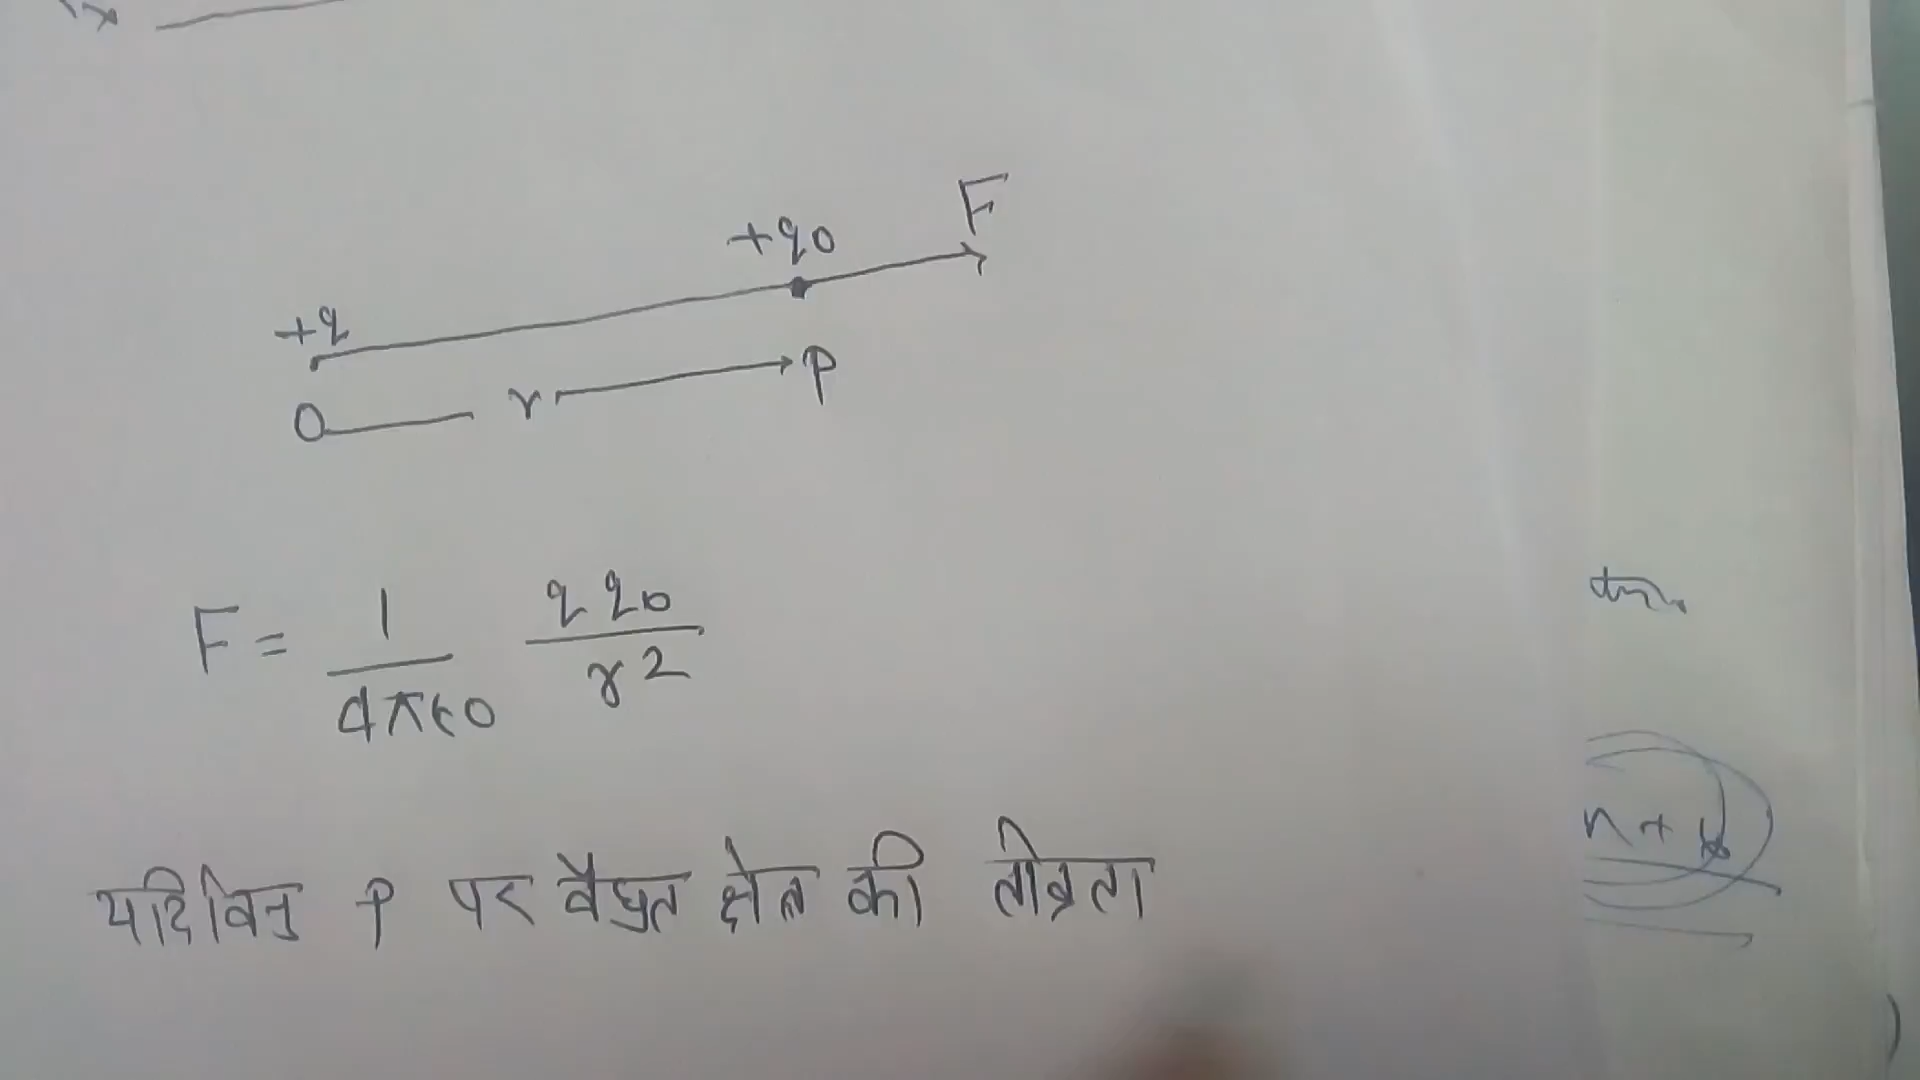 F
+q0
+q
P
r
O
F = 1/4πε0 qq0/r2
यदि बिन्दु P पर वैधुत क्षेत्र की तीव्रता
n +